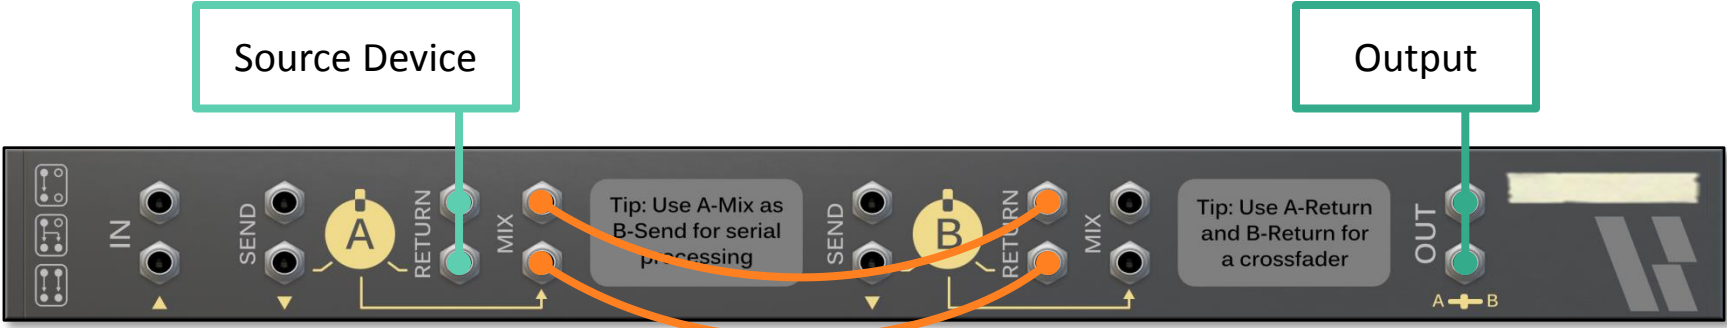 Source Device
Output
IN
SEND
A
RETURN
MIX
Tip: Use A-Mix as
B-Send for serial
processing
SEND
B
RETURN
MIX
Tip: Use A-Return
and B-Return for
a crossfader
OUT
A
B